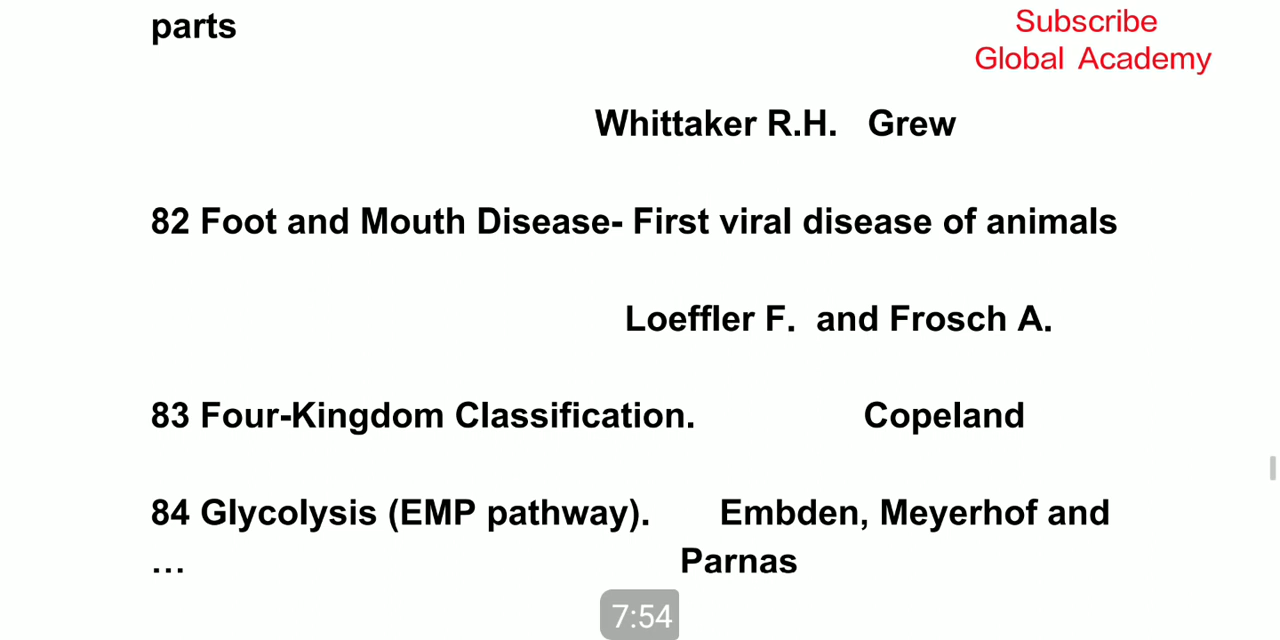 parts
Subscribe
Global Academy
Whittaker R.H. Grew
82 Foot and Mouth Disease- First viral disease of animals
Loeffler F. and Frosch A.
83 Four-Kingdom Classification. Copeland
84 Glycolysis (EMP pathway). Embden, Meyerhof and
... Parnas
7:54